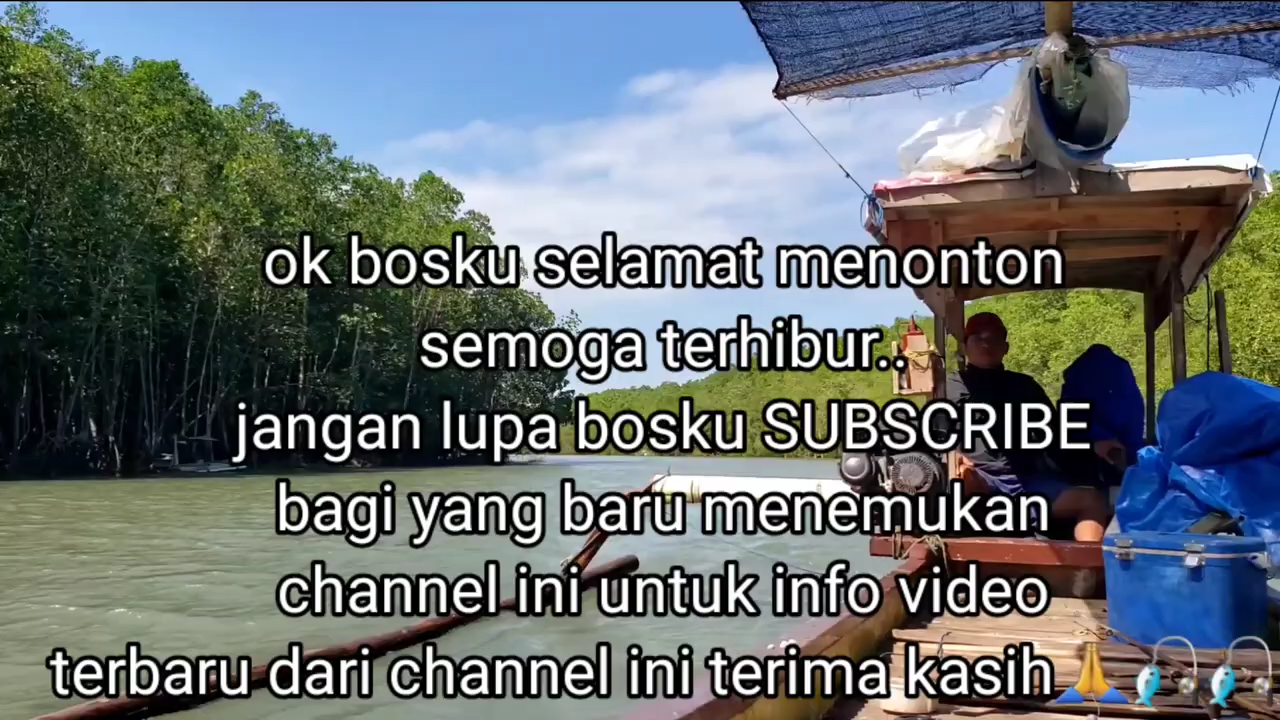 ok bosku selamat menonton
semoga terhibur..
jangan lupa bosku SUBSCRIBE
bagi yang baru menemukan
channel ini untuk info video
terbaru dari channel ini terima kasih🙏🎣🎣